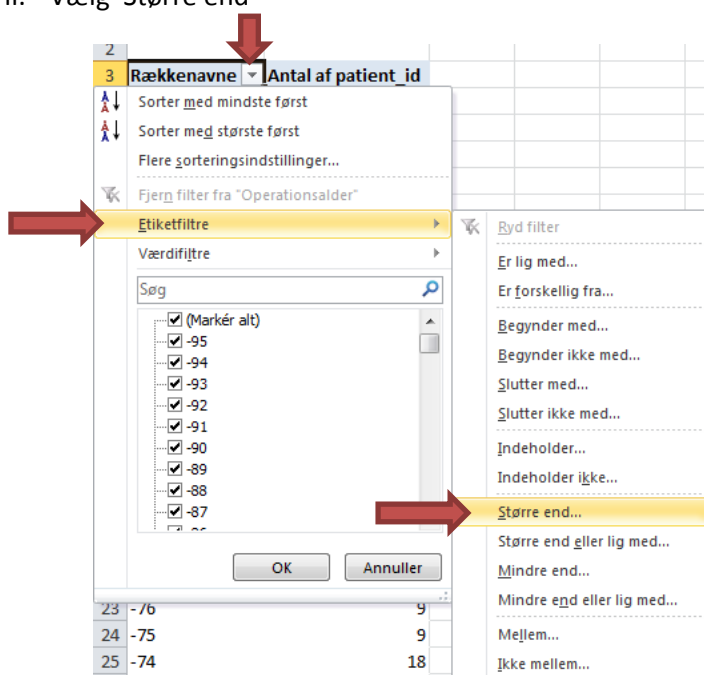 ii. Vælg 'Større end'
2
3 Rækkenavne Antal af patient_id
Sorter med mindste først
Sorter med største først
Flere sorteringsindstillinger...
Fjern filter fra "Operationsalder"
Etiketfiltre
Værdifiltre
Søg
(Markér alt)
-95
-94
-93
-92
-91
-90
-89
-88
-87
OK Annuller
Ryd filter
Er lig med...
Er forskellig fra...
Begynder med...
Begynder ikke med...
Slutter med...
Slutter ikke med...
Indeholder...
Indeholder ikke...
Større end...
Større end eller lig med...
Mindre end...
Mindre end eller lig med...
Mellem...
Ikke mellem...
23 -76 9
24 -75 9
25 -74 18